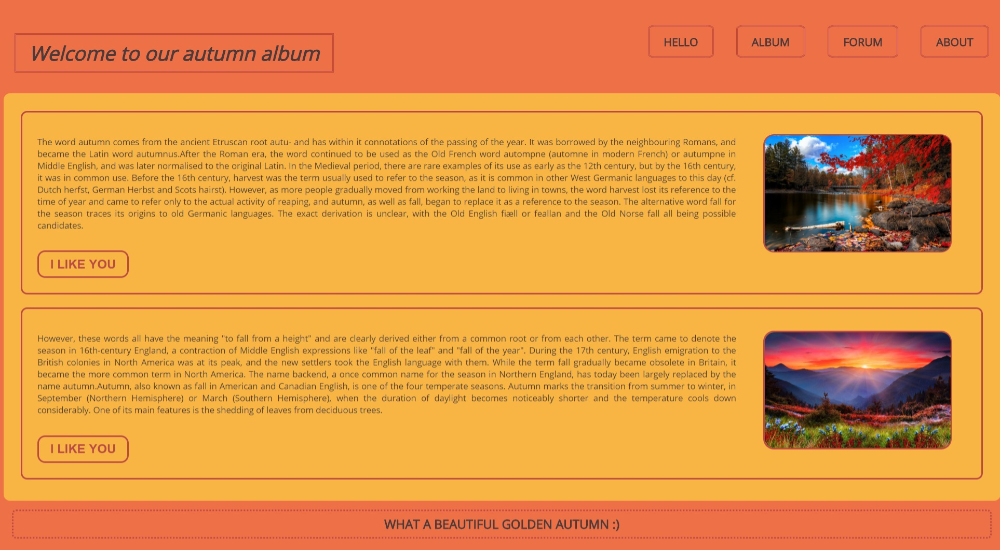 Welcome to our autumn album
HELLO
ALBUM
FORUM
ABOUT
The word autumn comes from the ancient Etruscan root autu- and has within it connotations of the passing of the year. It was borrowed by the neighbouring Romans, and
became the Latin word autumnus.After the Roman era, the word continued to be used as the Old French word autompne (automne in modern French) or autumpne in
Middle English, and was later normalised to the original Latin. In the Medieval period, there are rare examples of its use as early as the 12th century, but by the 16th century,
it was in common use. Before the 16th century, harvest was the term usually used to refer to the season, as it is common in other West Germanic languages to this day (cf.
Dutch herfst, German Herbst and Scots hairst). However, as more people gradually moved from working the land to living in towns, the word harvest lost its reference to the
time of year and came to refer only to the actual activity of reaping, and autumn, as well as fall, began to replace it as a reference to the season. The alternative word fall for
the season traces its origins to old Germanic languages. The exact derivation is unclear, with the Old English fiæll or feallan and the Old Norse fall all being possible
candidates.
I LIKE YOU
However, these words all have the meaning "to fall from a height" and are clearly derived either from a common root or from each other. The term came to denote the
season in 16th-century England, a contraction of Middle English expressions like "fall of the leaf" and "fall of the year". During the 17th century, English emigration to the
British colonies in North America was at its peak, and the new settlers took the English language with them. While the term fall gradually became obsolete in Britain, it
became the more common term in North America. The name backend, a once common name for the season in Northern England, has today been largely replaced by the
name autumn.Autumn, also known as fall in American and Canadian English, is one of the four temperate seasons. Autumn marks the transition from summer to winter, in
September (Northern Hemisphere) or March (Southern Hemisphere), when the duration of daylight becomes noticeably shorter and the temperature cools down
considerably. One of its main features is the shedding of leaves from deciduous trees.
I LIKE YOU
WHAT A BEAUTIFUL GOLDEN AUTUMN :)